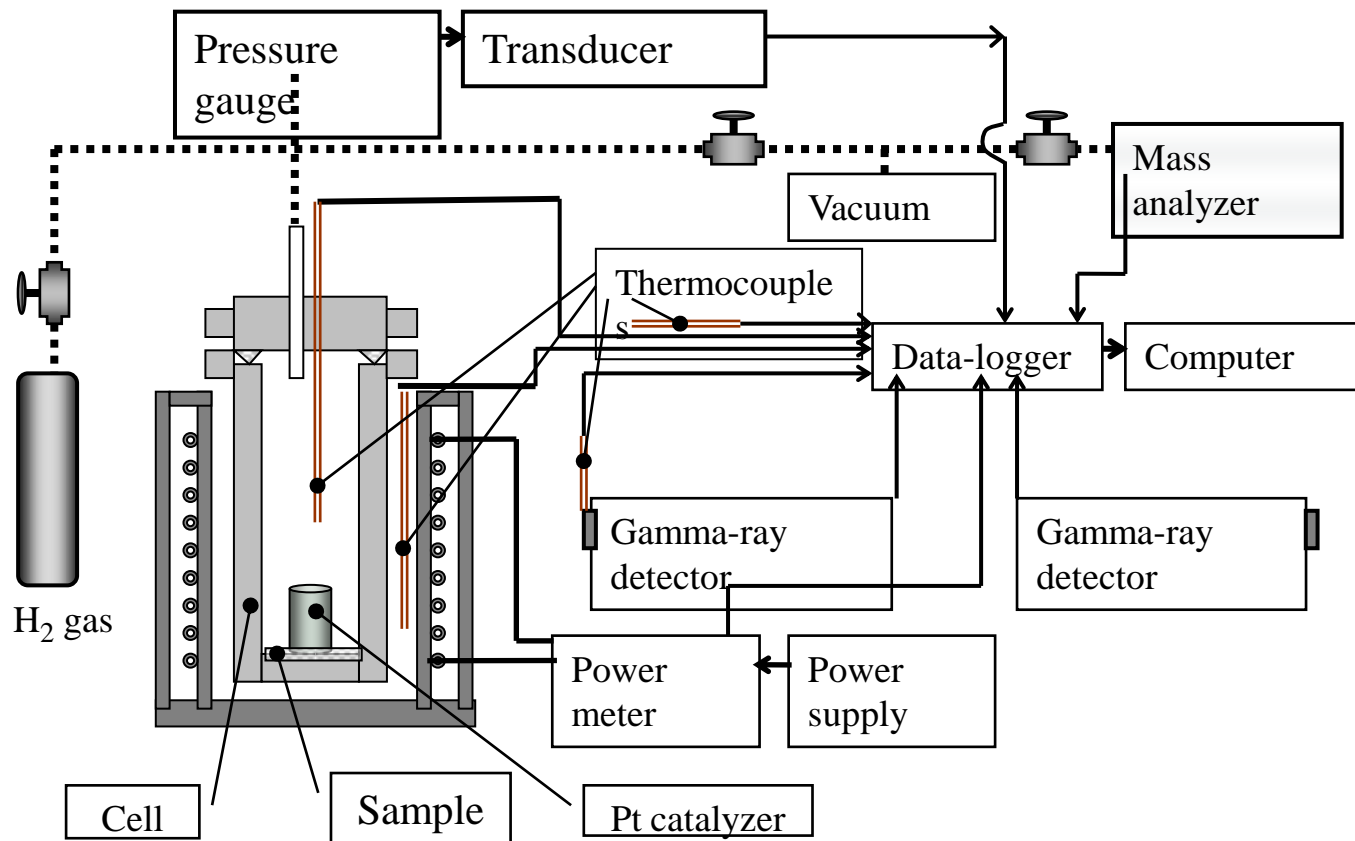 Pressure
gauge
Transducer
Mass
analyzer
Vacuum
Thermocouple
s
Data-logger
Computer
H2 gas
Gamma-ray
detector
Gamma-ray
detector
Power
meter
Power
supply
Cell
Sample
Pt catalyzer